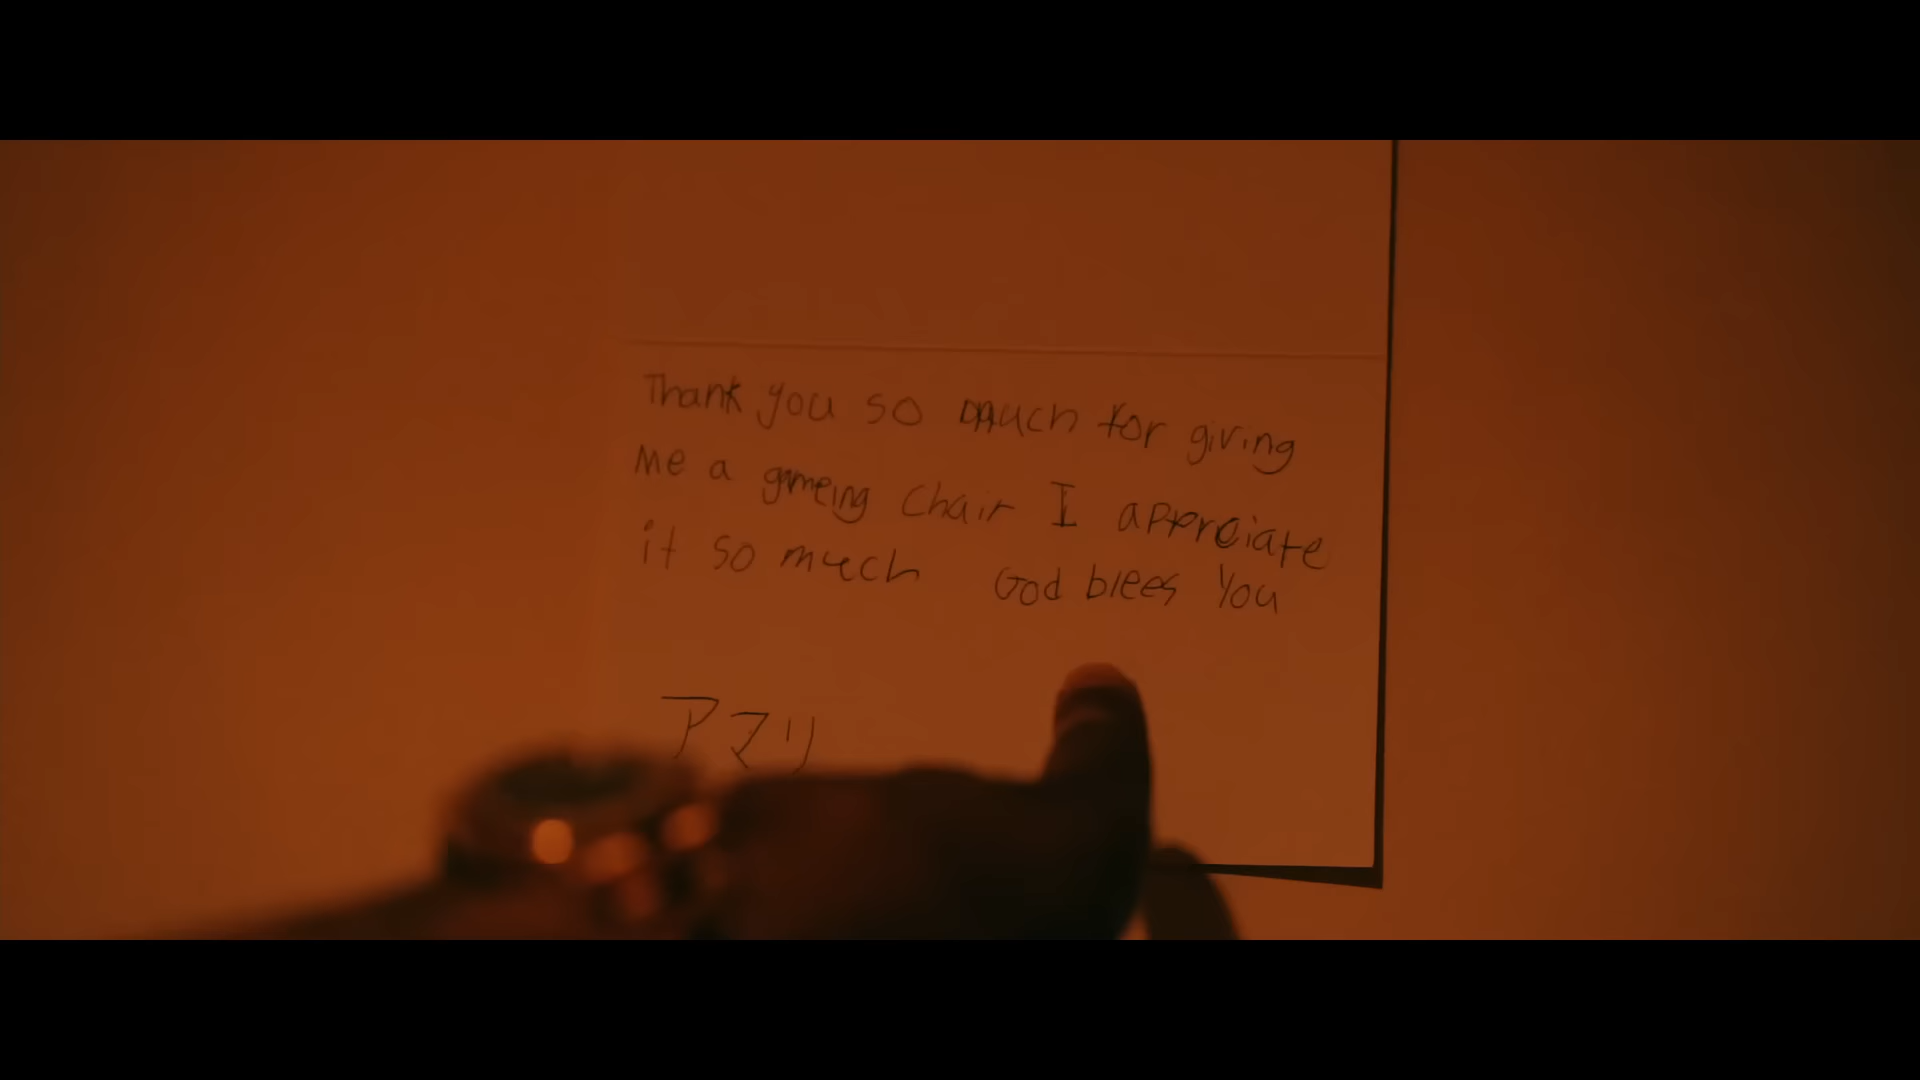 Thank you so much for giving
me a gameing chair I appreciate
it so much God blees You
アマリ